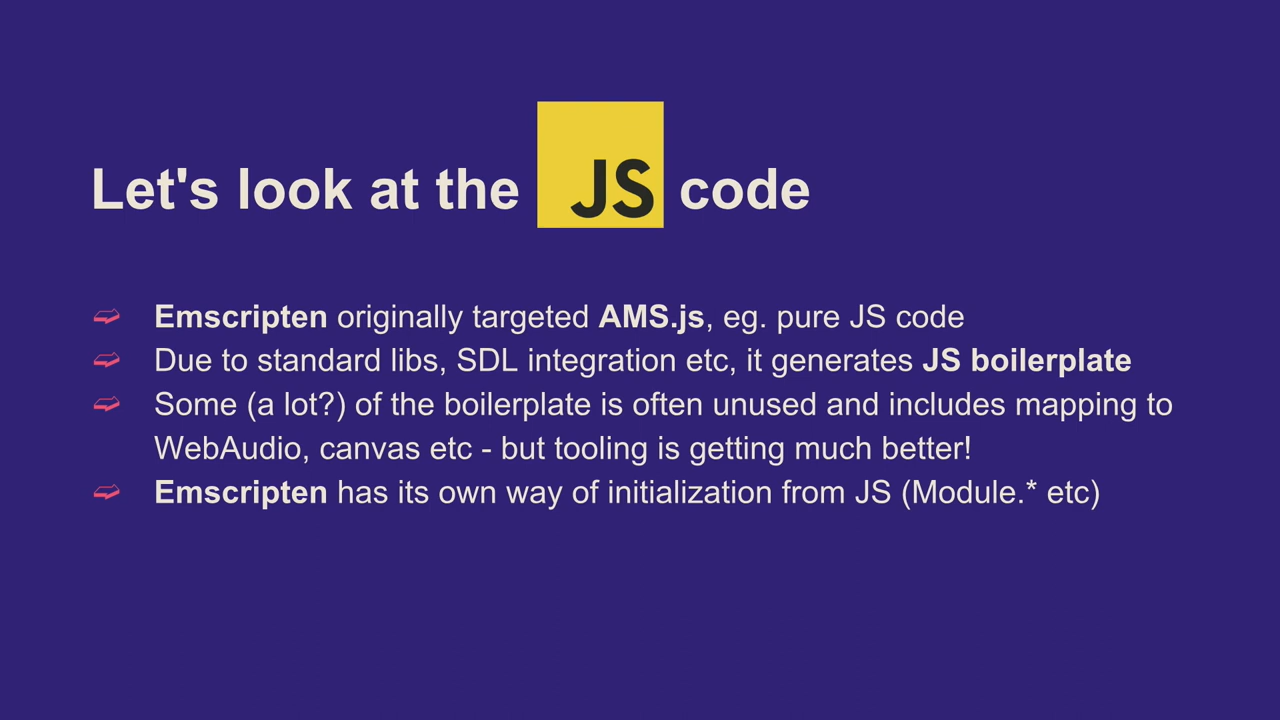 Let's look at the JS code
➫ Emscripten originally targeted AMS.js, eg. pure JS code
➫ Due to standard libs, SDL integration etc, it generates JS boilerplate
➫ Some (a lot?) of the boilerplate is often unused and includes mapping to
WebAudio, canvas etc - but tooling is getting much better!
➫ Emscripten has its own way of initialization from JS (Module.* etc)